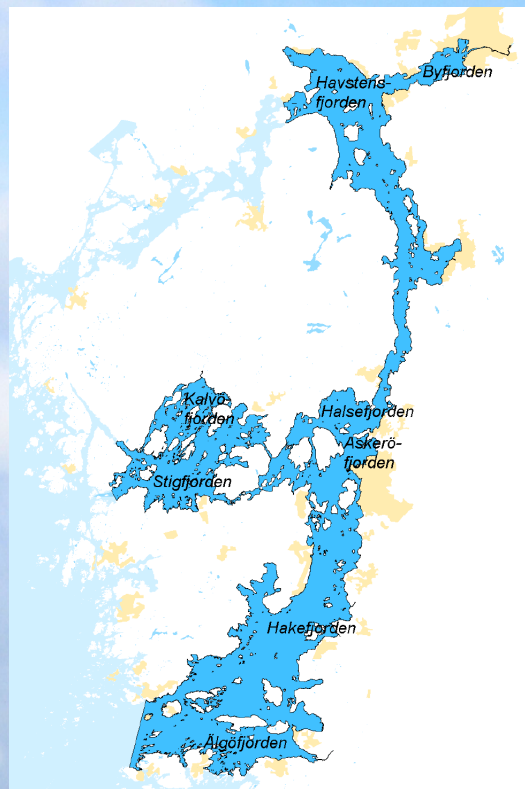 Byfjorden
Havstens-
fjorden
Kalvö-
fjorden
Halsefjorden
Askerö-
fjorden
Stigfjorden
Hakefjorden
Älgöfjorden